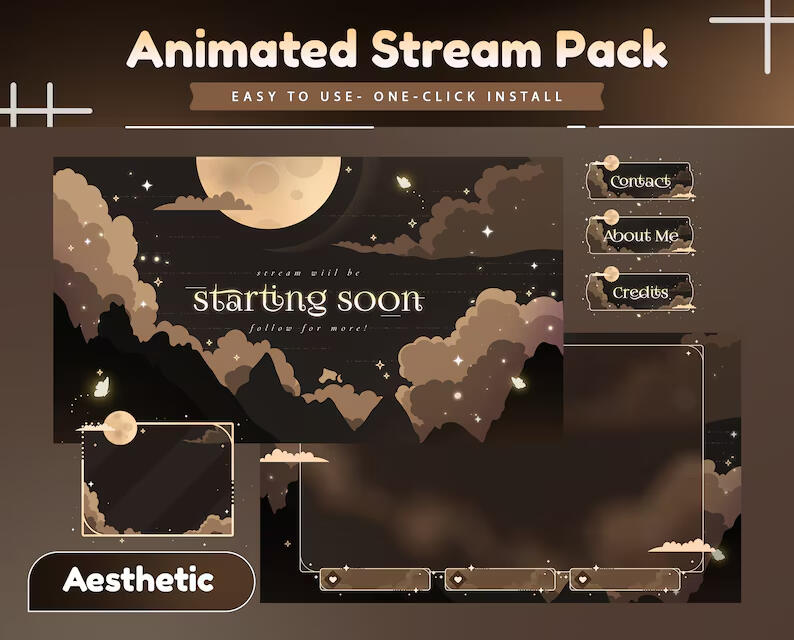 Animated Stream Pack
EASY TO USE- ONE-CLICK INSTALL
stream wiil be
starting soon
follow for more!
Contact
About Me
Credits
Aesthetic